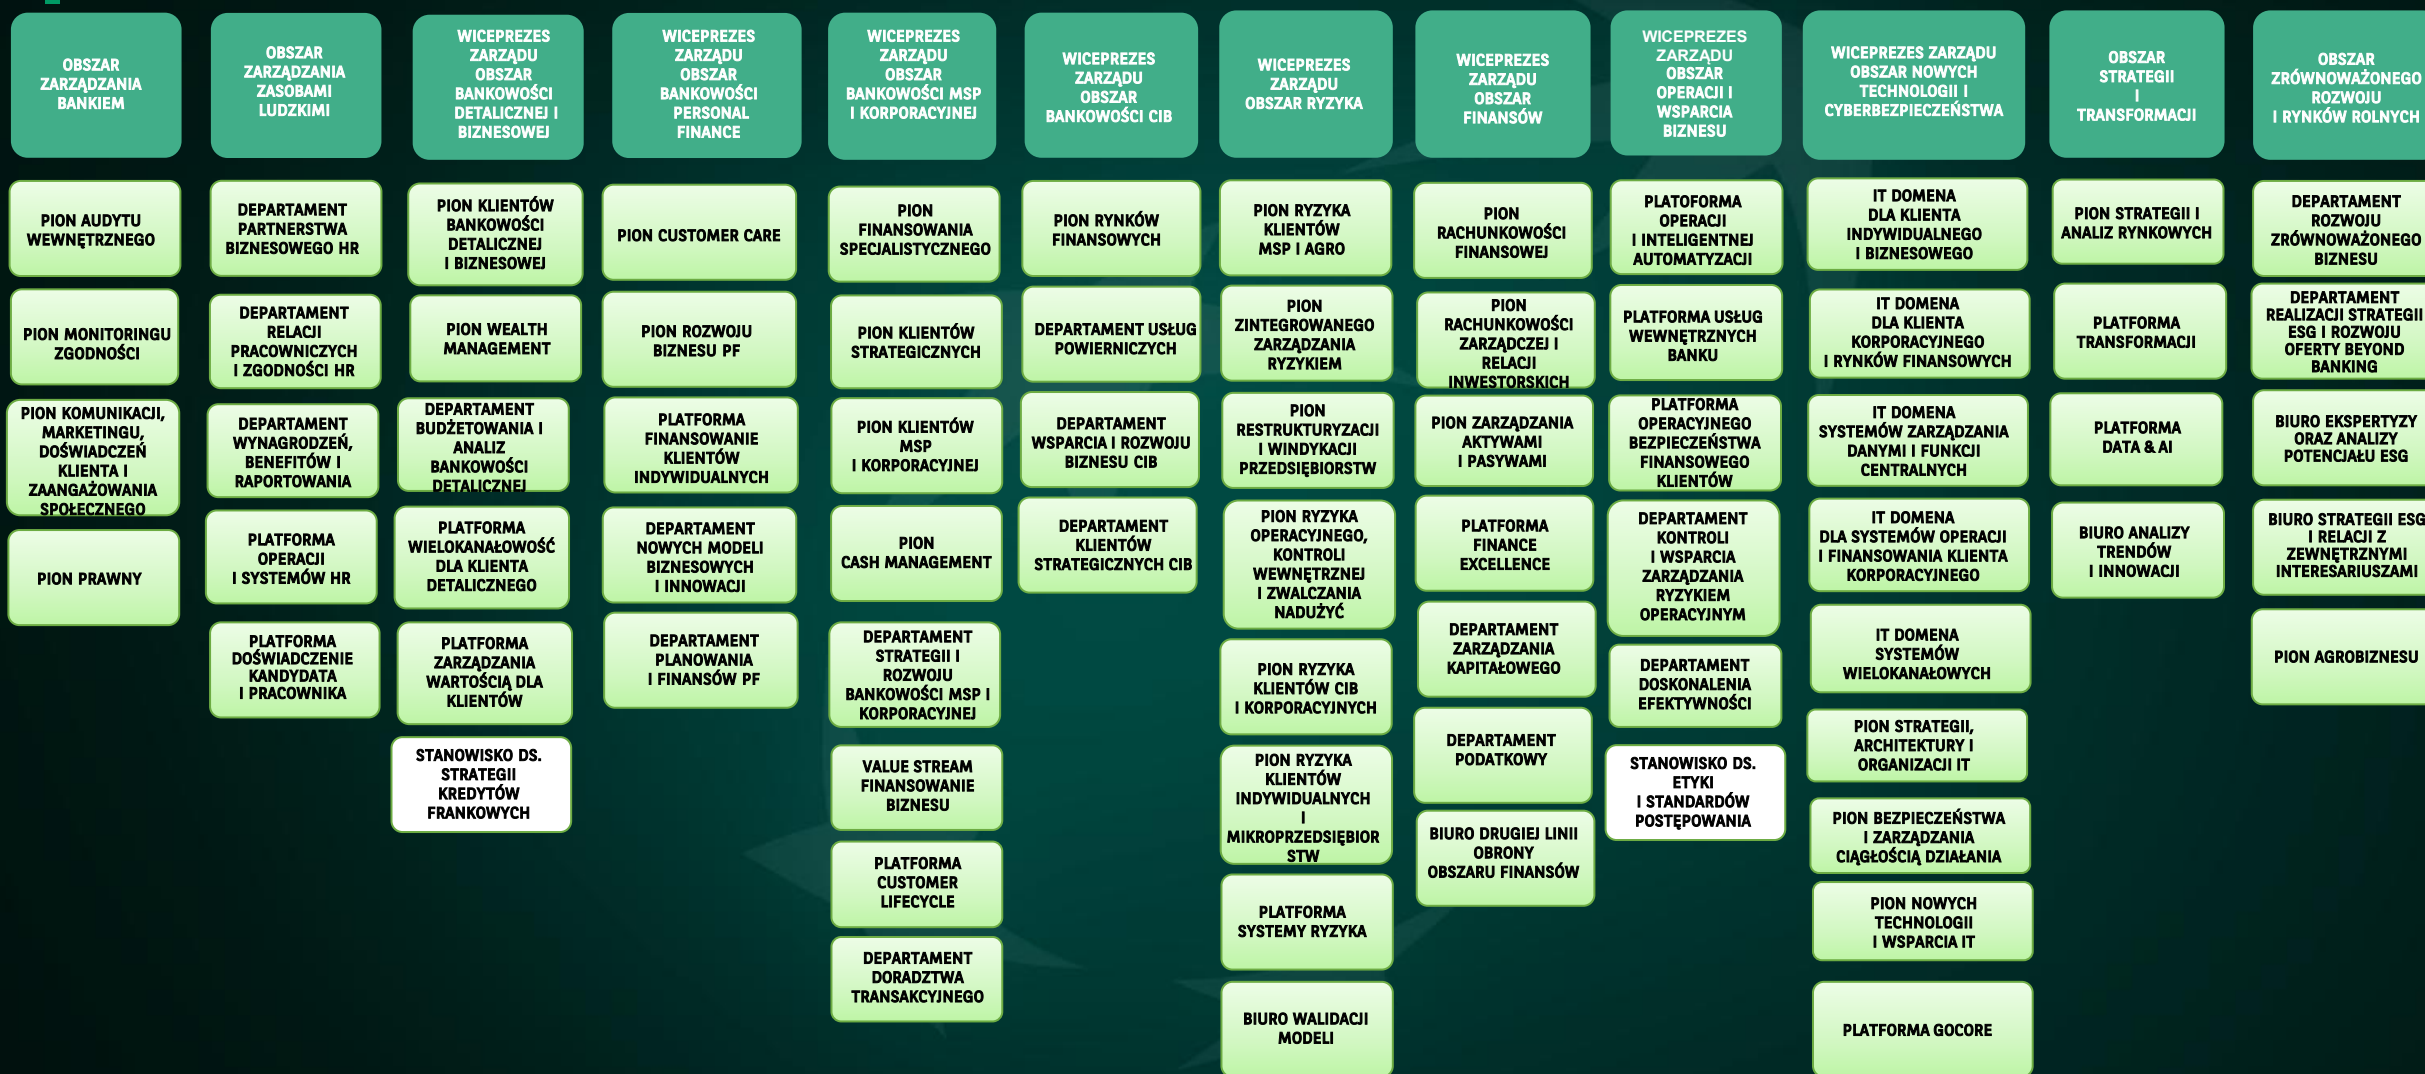 OBSZAR
ZARZĄDZANIA
BANKIEM
PION AUDYTU
WEWNĘTRZNEGO
PION MONITORINGU
ZGODNOŚCI
PION KOMUNIKACJI,
MARKETINGU,
DOŚWIADCZEŃ
KLIENTA I
ZAANGAŻOWANIA
SPOŁECZNEGO
PION PRAWNY
OBSZAR
ZARZĄDZANIA
ZASOBAMI
LUDZKIMI
DEPARTAMENT
PARTNERSTWA
BIZNESOWEGO HR
DEPARTAMENT
RELACJI
PRACOWNICZYCH
I ZGODNOŚCI HR
DEPARTAMENT
WYNAGRODZEŃ,
BENEFITÓW I
RAPORTOWANIA
PLATFORMA
OPERACJI
I SYSTEMÓW HR
PLATFORMA
DOŚWIADCZENIE
KANDYDATA
I PRACOWNIKA
WICEPREZES
ZARZĄDU
OBSZAR
BANKOWOŚCI
DETALICZNEJ I
BIZNESOWEJ
PION KLIENTÓW
BANKOWOŚCI
DETALICZNEJ
I BIZNESOWEJ
PION WEALTH
MANAGEMENT
DEPARTAMENT
BUDŻETOWANIA I
ANALIZ
BANKOWOŚCI
DETALICZNEJ
PLATFORMA
WIELOKANAŁOWOŚĆ
DLA KLIENTA
DETALICZNEGO
PLATFORMA
ZARZĄDZANIA
WARTOŚCIĄ DLA
KLIENTÓW
STANOWISKO DS.
STRATEGII
KREDYTÓW
FRANKOWYCH
WICEPREZES
ZARZĄDU
OBSZAR
BANKOWOŚCI
PERSONAL
FINANCE
PION CUSTOMER CARE
PION ROZWOJU
BIZNESU PF
PLATFORMA
FINANSOWANIE
KLIENTÓW
INDYWIDUALNYCH
DEPARTAMENT
NOWYCH MODELI
BIZNESOWYCH
I INNOWACJI
DEPARTAMENT
PLANOWANIA
I FINANSÓW PF
WICEPREZES
ZARZĄDU
OBSZAR
BANKOWOŚCI MSP
I KORPORACYJNEJ
PION
FINANSOWANIA
SPECJALISTYCZNEGO
PION KLIENTÓW
STRATEGICZNYCH
PION KLIENTÓW
MSP
I KORPORACYJNEJ
PION
CASH MANAGEMENT
DEPARTAMENT
STRATEGII I
ROZWOJU
BANKOWOŚCI MSP I
KORPORACYJNEJ
VALUE STREAM
FINANSOWANIE
BIZNESU
PLATFORMA
CUSTOMER
LIFECYCLE
DEPARTAMENT
DORADZTWA
TRANSAKCYJNEGO
WICEPREZES
ZARZĄDU
OBSZAR
BANKOWOŚCI CIB
PION RYNKÓW
FINANSOWYCH
DEPARTAMENT USŁUG
POWIERNICZYCH
DEPARTAMENT
WSPARCIA I ROZWOJU
BIZNESU CIB
DEPARTAMENT
KLIENTÓW
STRATEGICZNYCH CIB
WICEPREZES
ZARZĄDU
OBSZAR RYZYKA
PION RYZYKA
KLIENTÓW
MSP I AGRO
PION
ZINTEGROWANEGO
ZARZĄDZANIA
RYZYKIEM
PION
RESTRUKTURYZACJI
I WINDYKACJI
PRZEDSIĘBIORSTW
PION RYZYKA
OPERACYJNEGO,
KONTROLI
WEWNĘTRZNEJ
I ZWALCZANIA
NADUŻYĆ
PION RYZYKA
KLIENTÓW CIB
I KORPORACYJNYCH
PION RYZYKA
KLIENTÓW
INDYWIDUALNYCH
I
MIKROPRZEDSIĘBIOR
STW
PLATFORMA
SYSTEMY RYZYKA
BIURO WALIDACJI
MODELI
WICEPREZES
ZARZĄDU
OBSZAR
FINANSÓW
PION
RACHUNKOWOŚCI
FINANSOWEJ
PION
RACHUNKOWOŚCI
ZARZĄDCZEJ I
RELACJI
INWESTORSKICH
PION ZARZĄDZANIA
AKTYWAMI
I PASYWAMI
PLATFORMA
FINANCE
EXCELLENCE
DEPARTAMENT
ZARZĄDZANIA
KAPITAŁOWEGO
DEPARTAMENT
PODATKOWY
BIURO DRUGIEJ LINII
OBRONY
OBSZARU FINANSÓW
WICEPREZES
ZARZĄDU
OBSZAR
OPERACJI I
WSPARCIA
BIZNESU
PLATOFORMA
OPERACJI
I INTELIGENTNEJ
AUTOMATYZACJI
PLATFORMA USŁUG
WEWNĘTRZNYCH
BANKU
PLATFORMA
OPERACYJNEGO
BEZPIECZEŃSTWA
FINANSOWEGO
KLIENTÓW
DEPARTAMENT
KONTROLI
I WSPARCIA
ZARZĄDZANIA
RYZYKIEM
OPERACYJNYM
DEPARTAMENT
DOSKONALENIA
EFEKTYWNOŚCI
STANOWISKO DS.
ETYKI
I STANDARDÓW
POSTĘPOWANIA
WICEPREZES ZARZĄDU
OBSZAR NOWYCH
TECHNOLOGII I
CYBERBEZPIECZEŃSTWA
IT DOMENA
DLA KLIENTA
INDYWIDUALNEGO
I BIZNESOWEGO
IT DOMENA
DLA KLIENTA
KORPORACYJNEGO
I RYNKÓW FINANSOWYCH
IT DOMENA
SYSTEMÓW ZARZĄDZANIA
DANYMI I FUNKCJI
CENTRALNYCH
IT DOMENA
DLA SYSTEMÓW OPERACJI
I FINANSOWANIA KLIENTA
KORPORACYJNEGO
IT DOMENA
SYSTEMÓW
WIELOKANAŁOWYCH
PION STRATEGII,
ARCHITEKTURY I
ORGANIZACJI IT
PION BEZPIECZEŃSTWA
I ZARZĄDZANIA
CIĄGŁOŚCIĄ DZIAŁANIA
PION NOWYCH
TECHNOLOGII
I WSPARCIA IT
PLATFORMA GOCORE
OBSZAR
STRATEGII
I
TRANSFORMACJI
PION STRATEGII I
ANALIZ RYNKOWYCH
PLATFORMA
TRANSFORMACJI
PLATFORMA
DATA & AI
BIURO ANALIZY
TRENDÓW
I INNOWACJI
OBSZAR
ZRÓWNOWAŻONEGO
ROZWOJU
I RYNKÓW ROLNYCH
DEPARTAMENT
ROZWOJU
ZRÓWNOWAŻONEGO
BIZNESU
DEPARTAMENT
REALIZACJI STRATEGII
ESG I ROZWOJU
OFERTY BEYOND
BANKING
BIURO EKSPERTYZY
ORAZ ANALIZY
POTENCJAŁU ESG
BIURO STRATEGII ESG
I RELACJI Z
ZEWNĘTRZNYMI
INTERESARIUSZAMI
PION AGROBIZNESU